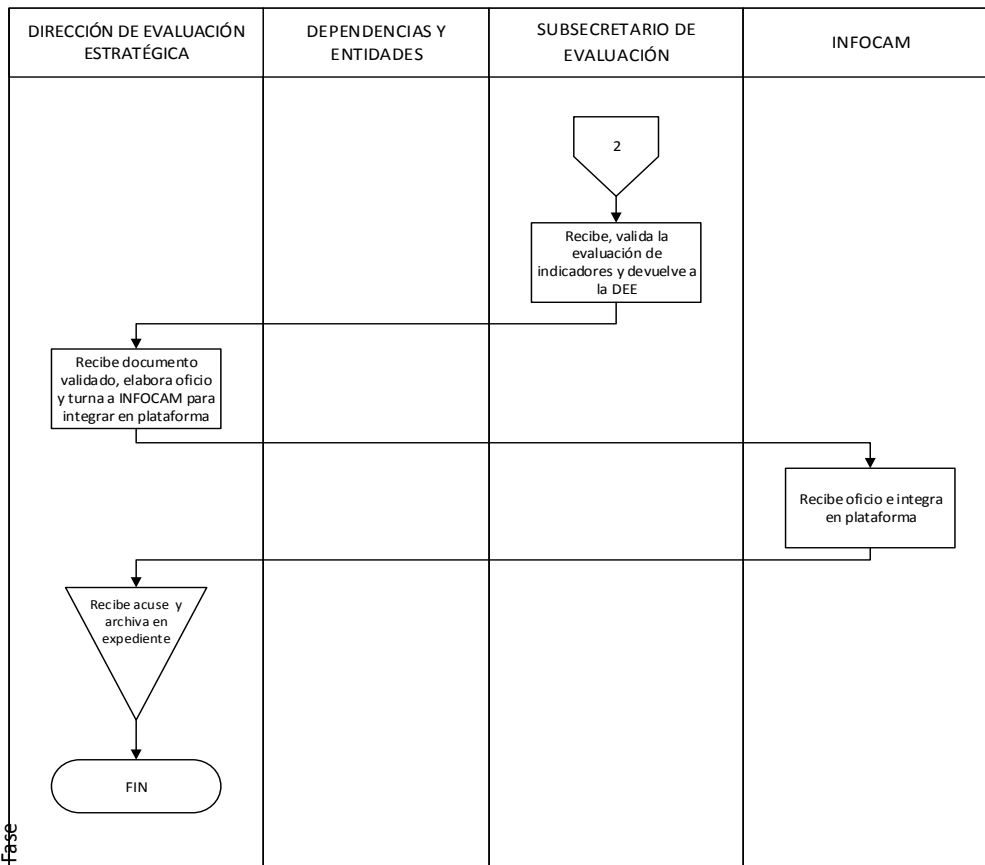 DIRECCIÓN DE EVALUACIÓN
ESTRATÉGICA
DEPENDENCIAS Y
ENTIDADES
SUBSECRETARIO DE
EVALUACIÓN
INFOCAM
2
Recibe, valida la
evaluación de
indicadores y devuelve a
la DEE
Recibe documento
validado, elabora oficio
y turna a INFOCAM para
integrar en plataforma
Recibe oficio e integra
en plataforma
Recibe acuse y
archiva en
expediente
FIN
Fase